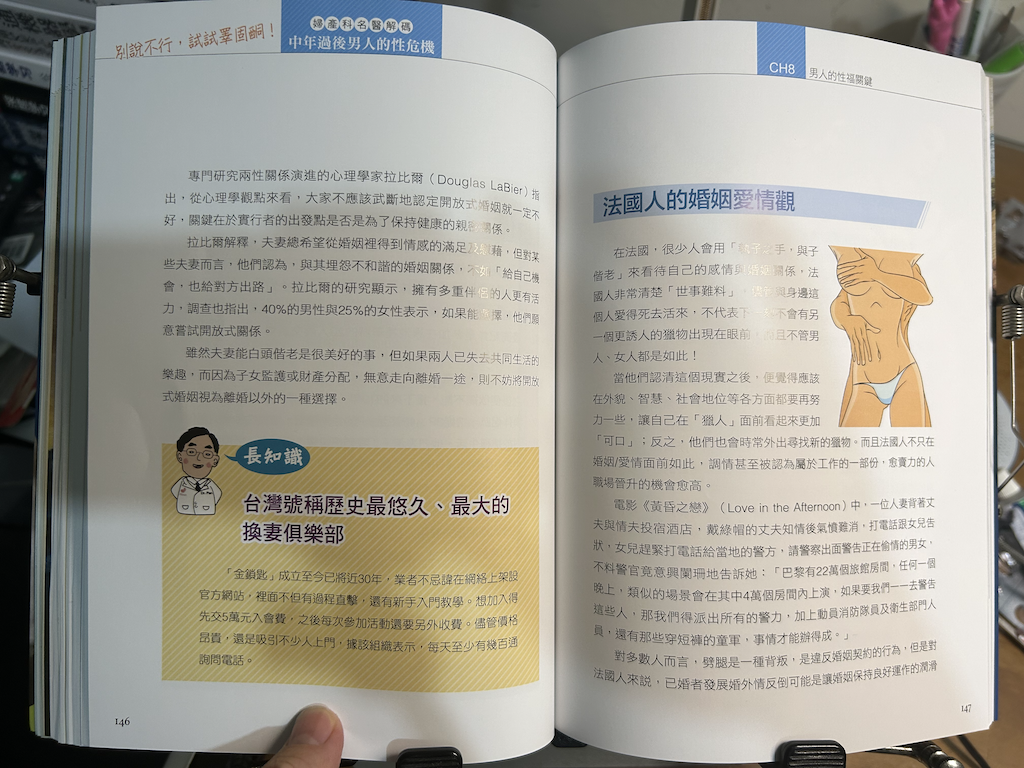 別說不行，試試睪固酮！
婦產科名醫解碼
中年過後男人的性危機
專門研究兩性關係演進的心理學家拉比爾（Douglas LaBier）指
出，從心理學觀點來看，大家不應該武斷地認定開放式婚姻就一定不
好，關鍵在於實行者的出發點是否是為了保持健康的親密關係。
拉比爾解釋，夫妻總希望從婚姻裡得到情感的滿足及慰藉，但對某
些夫妻而言，他們認為，與其埋怨不和諧的婚姻關係，不如「給自己機
會，也給對方出路」。拉比爾的研究顯示，擁有多重伴侶的人更有活
力，調查也指出，40%的男性與25%的女性表示，如果能選擇，他們願
意嘗試開放式關係。
雖然夫妻能白頭偕老是很美好的事，但如果兩人已失去共同生活的
樂趣，而因為子女監護或財產分配，無意走向離婚一途，則不妨將開放
式婚姻視為離婚以外的一種選擇。
長知識
台灣號稱歷史最悠久、最大的
換妻俱樂部
「金鎖匙」成立至今已將近30年，業者不忌諱在網絡上架設
官方網站，裡面不但有過程直擊，還有新手入門教學。想加入得
先交5萬元入會費，之後每次參加活動還要另外收費。儘管價格
昂貴，還是吸引不少人上門，據該組織表示，每天至少有幾百通
詢問電話。
146
CH8
男人的性福關鍵
法國人的婚姻愛情觀
在法國，很少人會用「執子之手，與子
偕老」來看待自己的感情與婚姻關係，法
國人非常清楚「世事難料」，與身邊這
個人愛得死去活來，不代表下一秒不會有另
一個更誘人的獵物出現在眼前，而且不管男
人、女人都是如此！
當他們認清這個現實之後，便覺得應該
在外貌、智慧、社會地位等各方面都要再努
力一些，讓自己在「獵人」面前看起來更加
「可口」；反之，他們也會時常外出尋找新的獵物。而且法國人不只在
婚姻/愛情面前如此，調情甚至被認為屬於工作的一部份，愈賣力的人
職場晉升的機會愈高。
電影《黃昏之戀》（Love in the Afternoon）中，一位人妻背著丈
夫與情夫投宿酒店，戴綠帽的丈夫知情後氣憤難消，打電話跟女兒告
狀，女兒趕緊打電話給當地的警方，請警察出面警告正在偷情的男女，
不料警官竟意興闌珊地告訴她：「巴黎有22萬個旅館房間，任何一個
晚上，類似的場景會在其中4萬個房間內上演，如果要我們一一去警告
這些人，那我們得派出所有的警力，加上動員消防隊員及衛生部門人
員，還有那些穿短褲的童軍，事情才能辦得成。」
對多數人而言，劈腿是一種背叛，是違反婚姻契約的行為，但是對
法國人來說，已婚者發展婚外情反倒可能是讓婚姻保持良好運作的潤滑
147